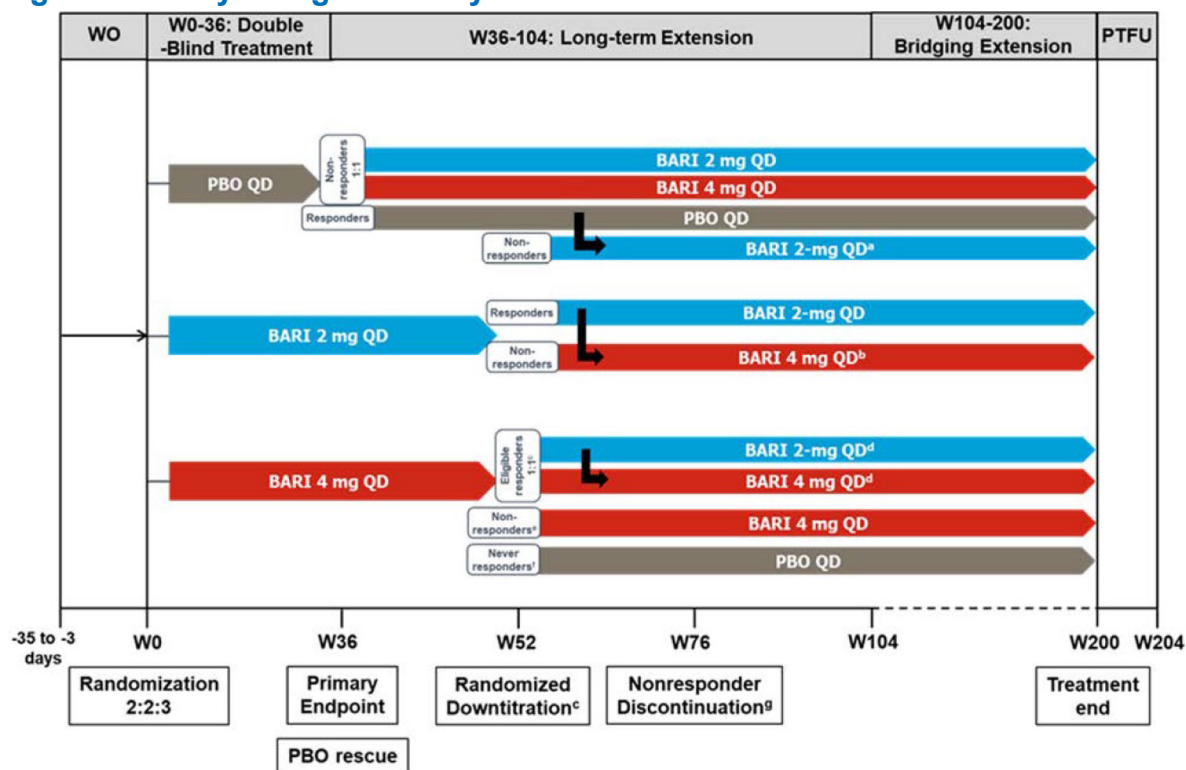 WO
W0-36: Double
-Blind Treatment
W36-104: Long-term Extension
W104-200:
Bridging Extension
PTFU
PBO QD
Non-
responders
1:1
BARI 2 mg QD
BARI 4 mg QD
Responders
PBO QD
Non-
responders
BARI 2-mg QDᵃ
BARI 2 mg QD
Responders
BARI 2-mg QD
Non-
responders
BARI 4 mg QDᵇ
BARI 4 mg QD
Eligible
responders
1:1ᶜ
BARI 2-mg QDᵈ
BARI 4 mg QDᵈ
Non-
respondersᵉ
BARI 4 mg QD
Never
respondersᶠ
PBO QD
-35 to -3
days
W0
W36
W52
W76
W104
W200
W204
Randomization
2:2:3
Primary
Endpoint
PBO rescue
Randomized
Downtitrationᶜ
Nonresponder
Discontinuationᵍ
Treatment
end